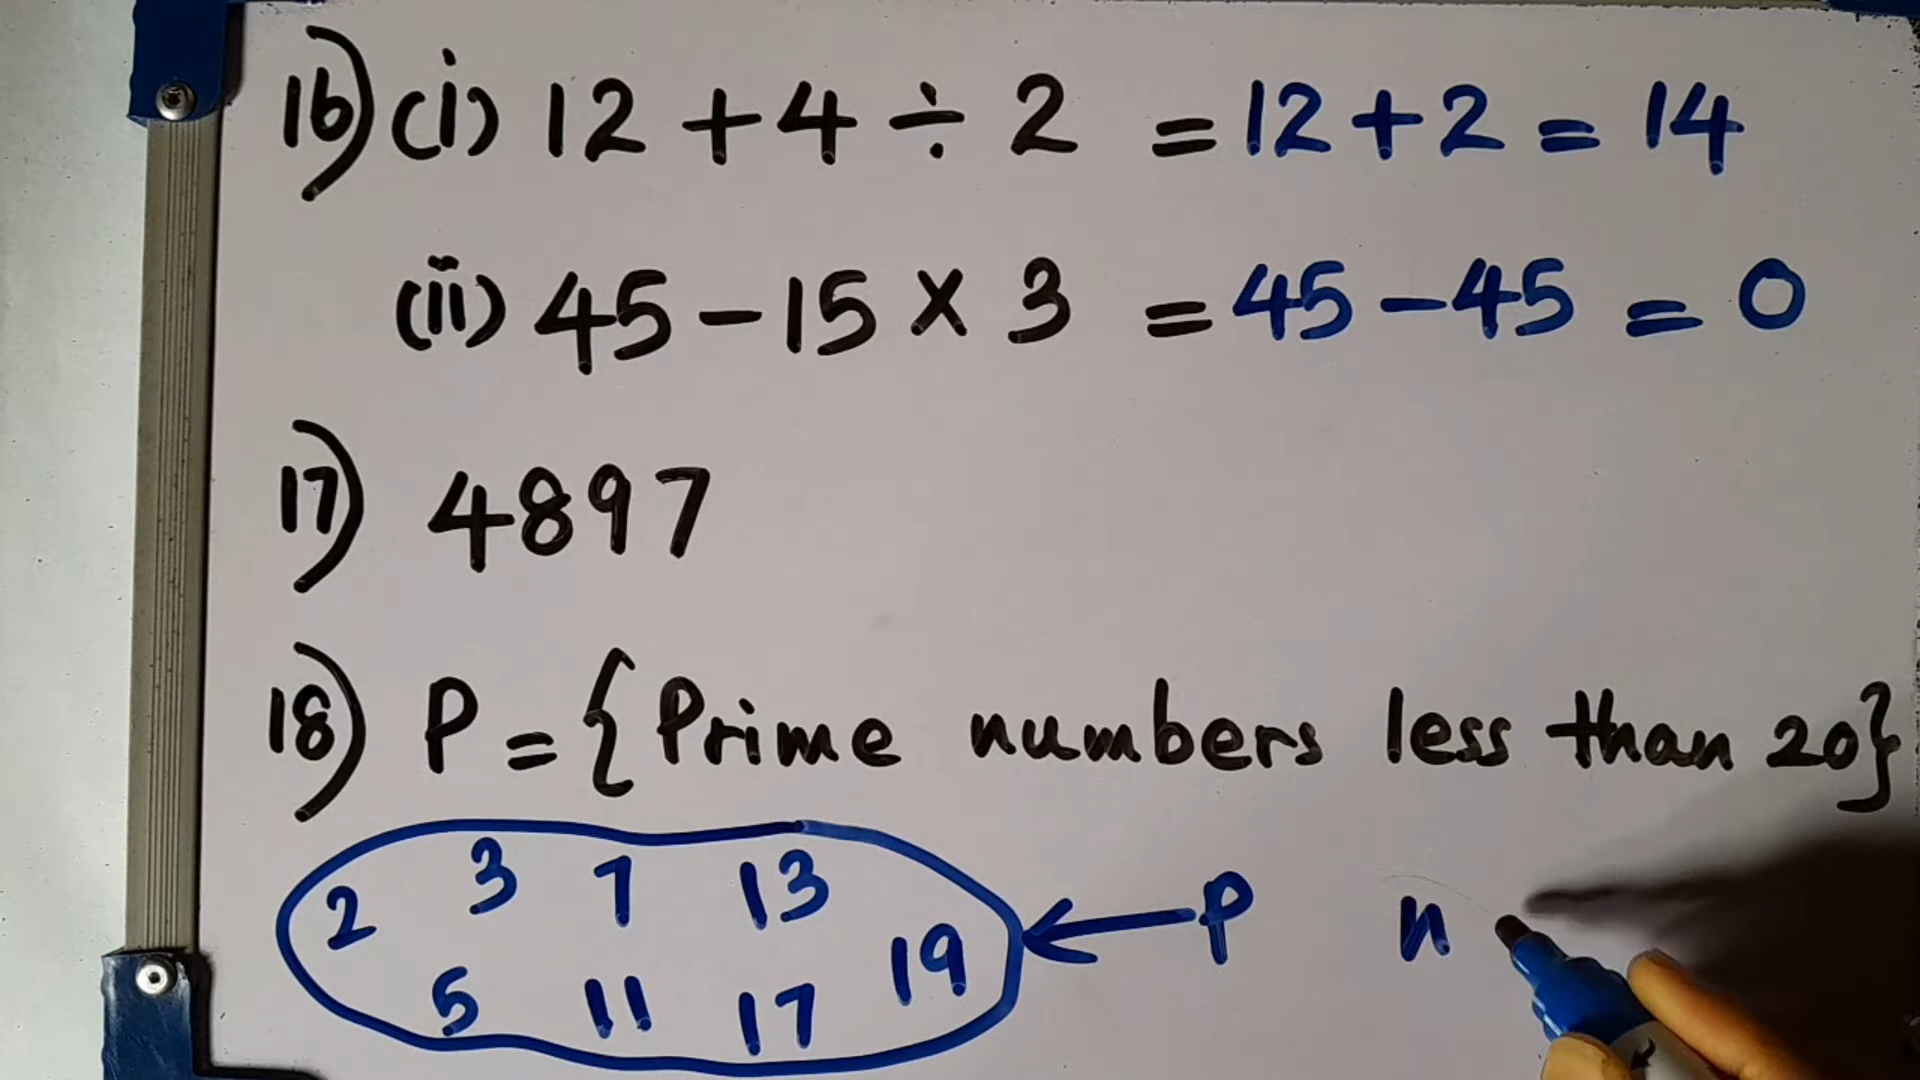 16) (i) 12 + 4 ÷ 2 = 12 + 2 = 14
(ii) 45 - 15 × 3 = 45 - 45 = 0
17) 4897
18) P = {Prime numbers less than 20}
2 3 7 13 19 ← P n
5 11 17